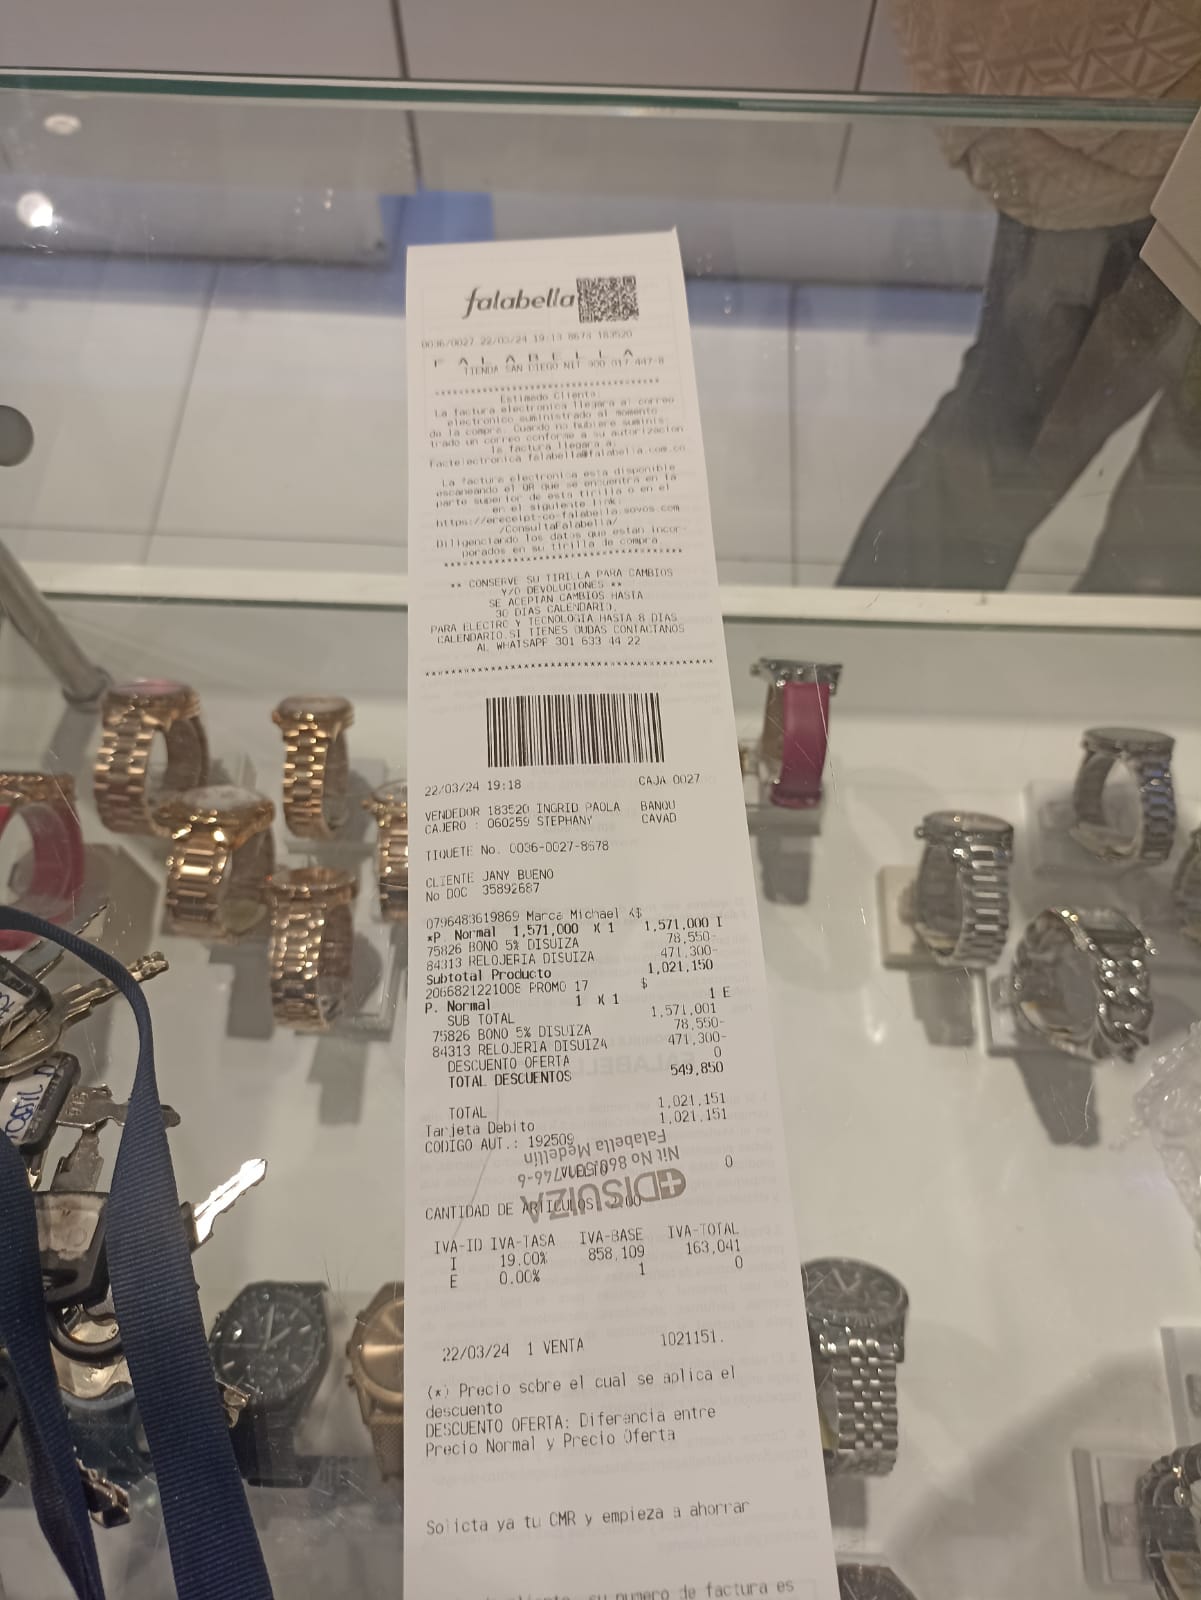 falabella
0036/0027 22/03/24 19:13 8678 183520
F A L A B E L L A
TIENDA SAN DIEGO NIT 900 017 447-8
Estimado Cliente:
La factura electronica llegara al correo
electronico suministrado al momento
de la compra. Cuando no hubiere suminis-
trado un correo conforme a su autorizacion
la factura llegara a:
Factelectronica falabella@falabella.com.co
La factura electronica esta disponible
escaneando el QR que se encuentra en la
parte superior de esta tirilla o en el
en el siguiente link:
https://ereceipt-co-falabella.sovos.com
/ConsultaFalabella/
Diligenciando los datos que estan incor-
porados en su tirilla de compra
** CONSERVE SU TIRILLA PARA CAMBIOS
Y/O DEVOLUCIONES **
SE ACEPTAN CAMBIOS HASTA
30 DIAS CALENDARIO.
PARA ELECTRO Y TECNOLOGIA HASTA 8 DIAS
CALENDARIO.SI TIENES DUDAS CONTACTANOS
AL WHATSAPP 301 633 44 22
22/03/24 19:18 CAJA 0027
VENDEDOR 183520 INGRID PAOLA BANQU
CAJERO : 060259 STEPHANY CAVAD
TIQUETE No. 0036-0027-8678
CLIENTE JANY BUENO
No DOC 35892687
0796483619869 Marca Michael K$
*P. Normal 1,571,000 X 1 1,571,000 I
75826 BONO 5% DISUIZA 78,550-
84313 RELOJERIA DISUIZA 471,300-
Subtotal Producto 1,021,150
2066821221008 PROMO 17 $
P. Normal 1 X 1 1 E
SUB TOTAL 1,571,001
75826 BONO 5% DISUIZA 78,550-
84313 RELOJERIA DISUIZA 471,300-
DESCUENTO OFERTA 0
TOTAL DESCUENTOS 549,850
TOTAL 1,021,151
Tarjeta Debito 1,021,151
CODIGO AUT.: 192509
0
DISUIZA
Falabella Medellin
CANTIDAD DE ARTICULOS: 2.00
IVA-ID IVA-TASA IVA-BASE IVA-TOTAL
I 19.00% 858,109 163,041
E 0.00% 1 0
22/03/24 1 VENTA 1021151.
(*) Precio sobre el cual se aplica el
descuento
DESCUENTO OFERTA: Diferencia entre
Precio Normal y Precio Oferta
Solicta ya tu CMR y empieza a ahorrar
su numero de factura es